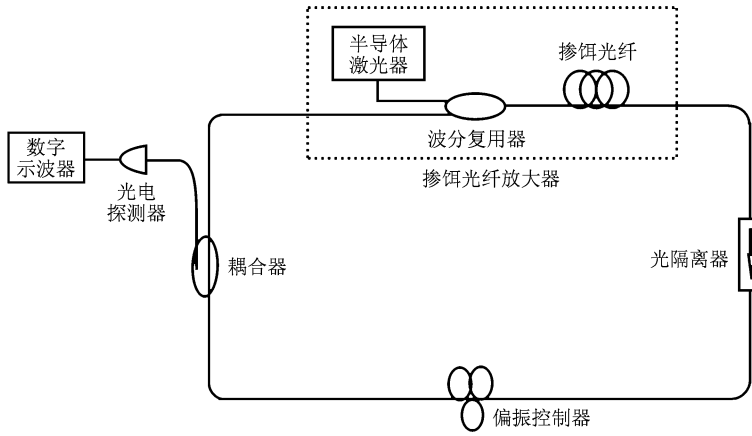 半导体
激光器
掺铒光纤
波分复用器
掺铒光纤放大器
数字
示波器
光电
探测器
耦合器
光隔离器
偏振控制器